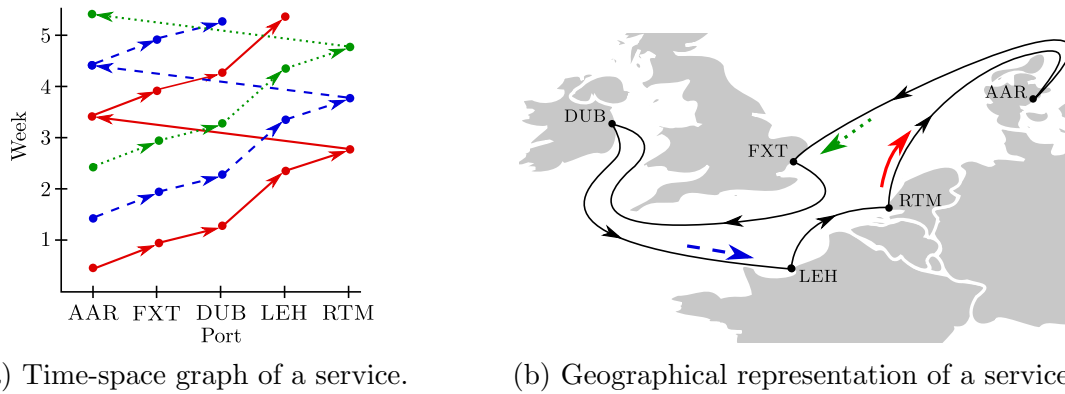 5
4
3
2
1
Week
AAR FXT DUB LEH RTM
Port
) Time-space graph of a service.
DUB
FXT
AAR
RTM
LEH
(b) Geographical representation of a service